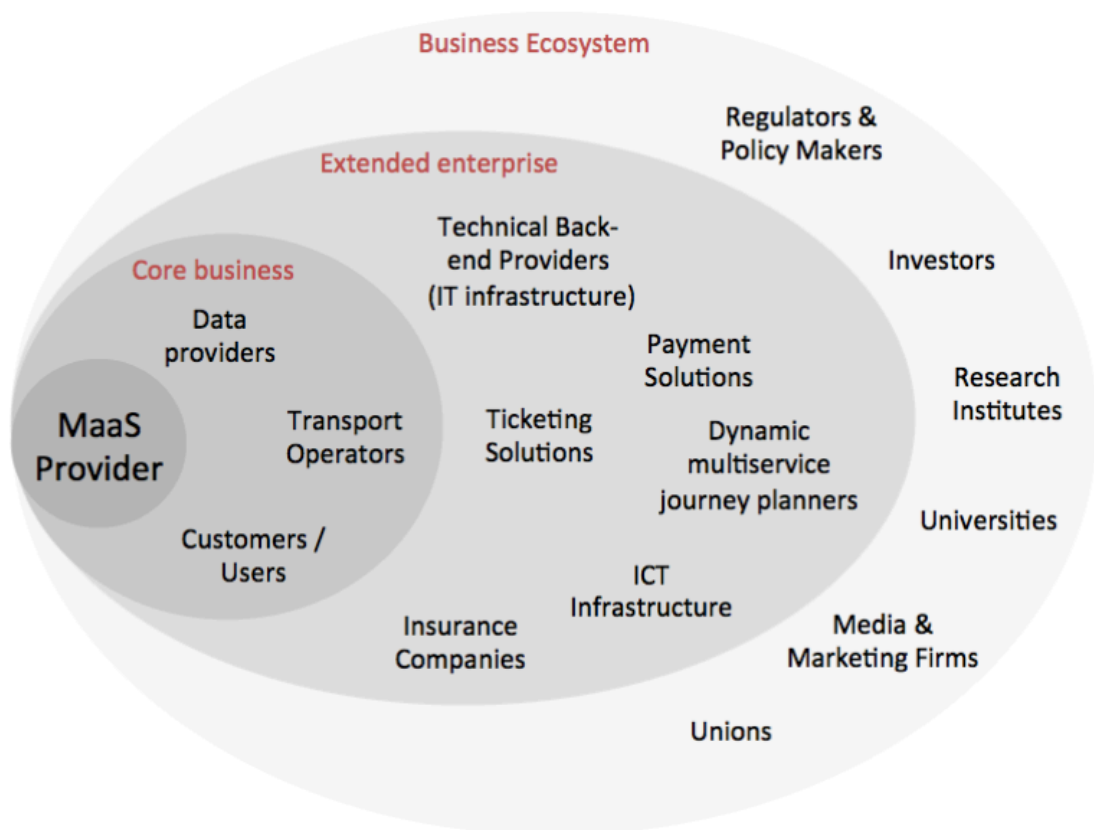 Business Ecosystem
Regulators &
Policy Makers
Extended enterprise
Technical Back-
end Providers
(IT infrastructure)
Investors
Core business
Data
providers
Payment
Solutions
Research
Institutes
MaaS
Provider
Transport
Operators
Ticketing
Solutions
Dynamic
multiservice
journey planners
Universities
Customers /
Users
ICT
Infrastructure
Insurance
Companies
Media &
Marketing Firms
Unions